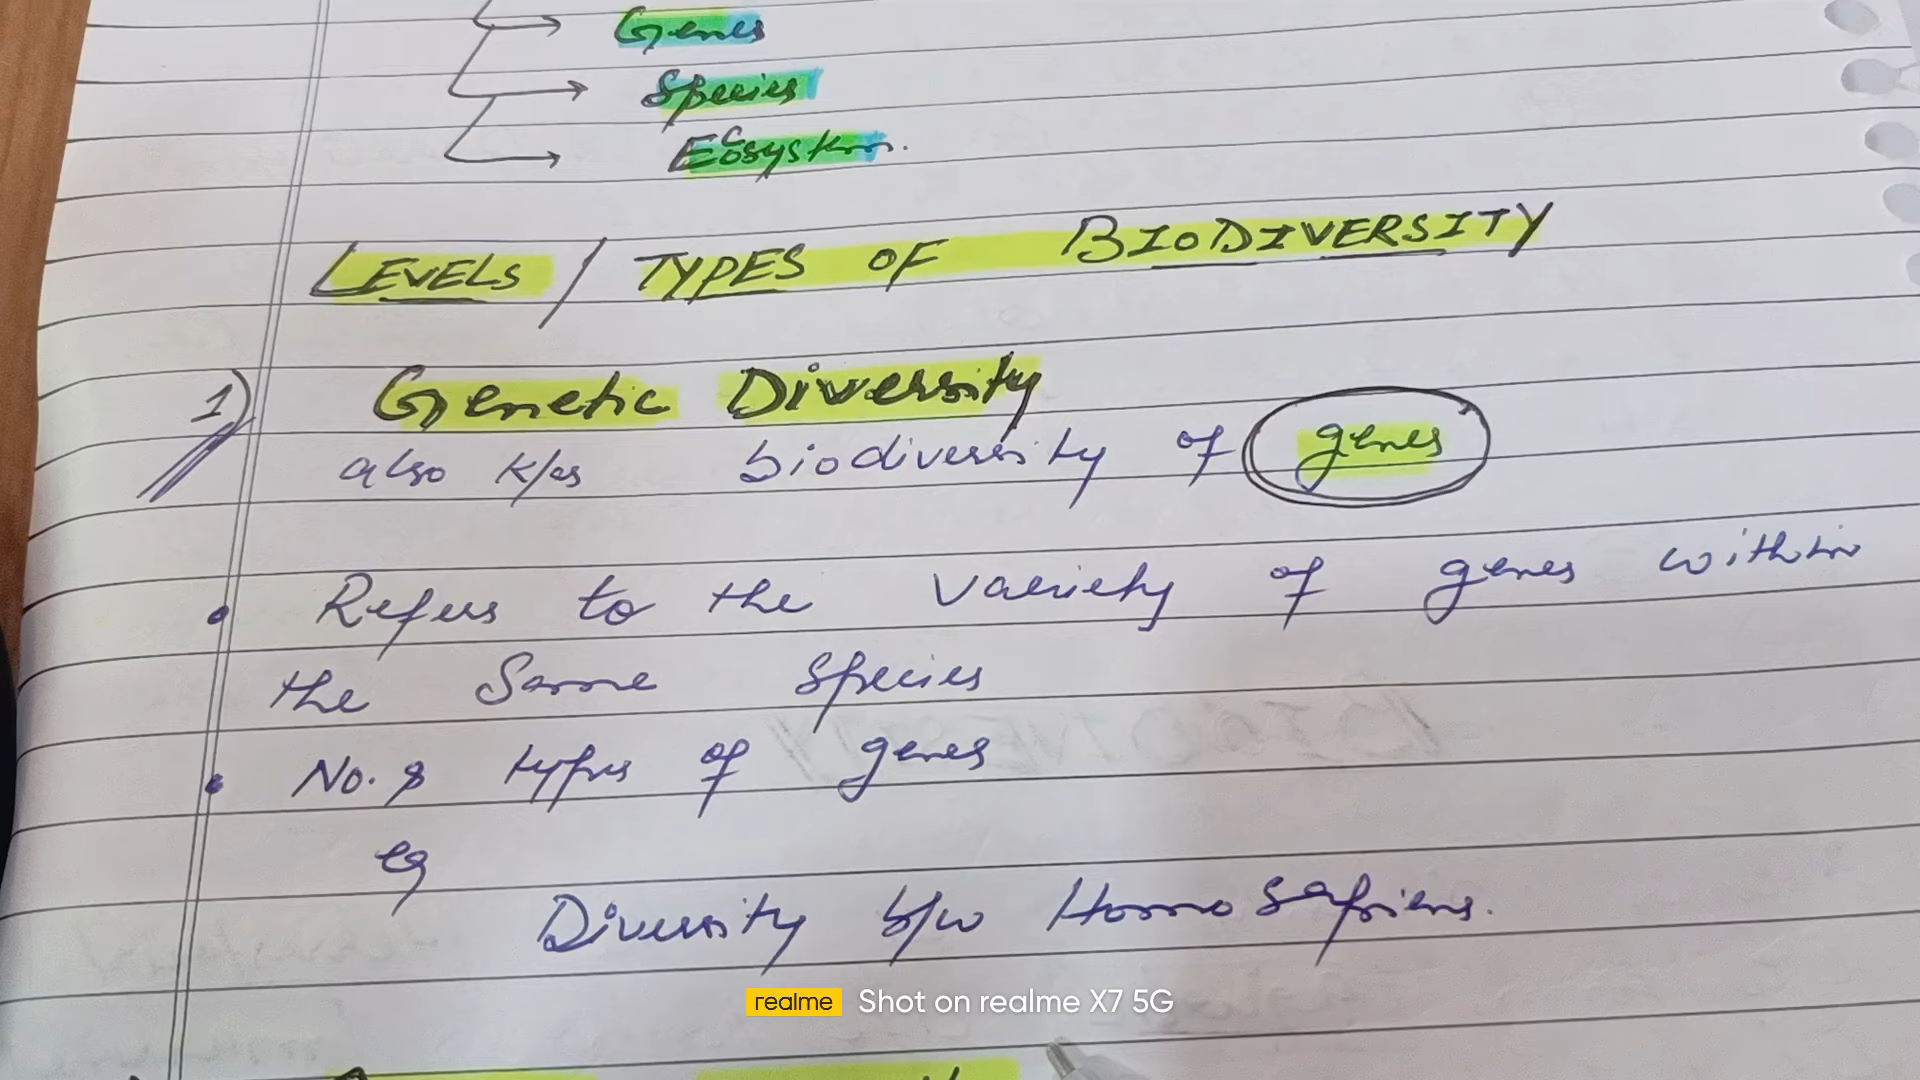 Genes
Species
Ecosystem.
LEVELS / TYPES OF BIODIVERSITY
1) Genetic Diversity
also k/as biodiversity of genes
• Refers to the variety of genes within
the Same Species
• No. & types of genes
eg
Diversity b/w Homo Sapiens.
realme Shot on realme X7 5G